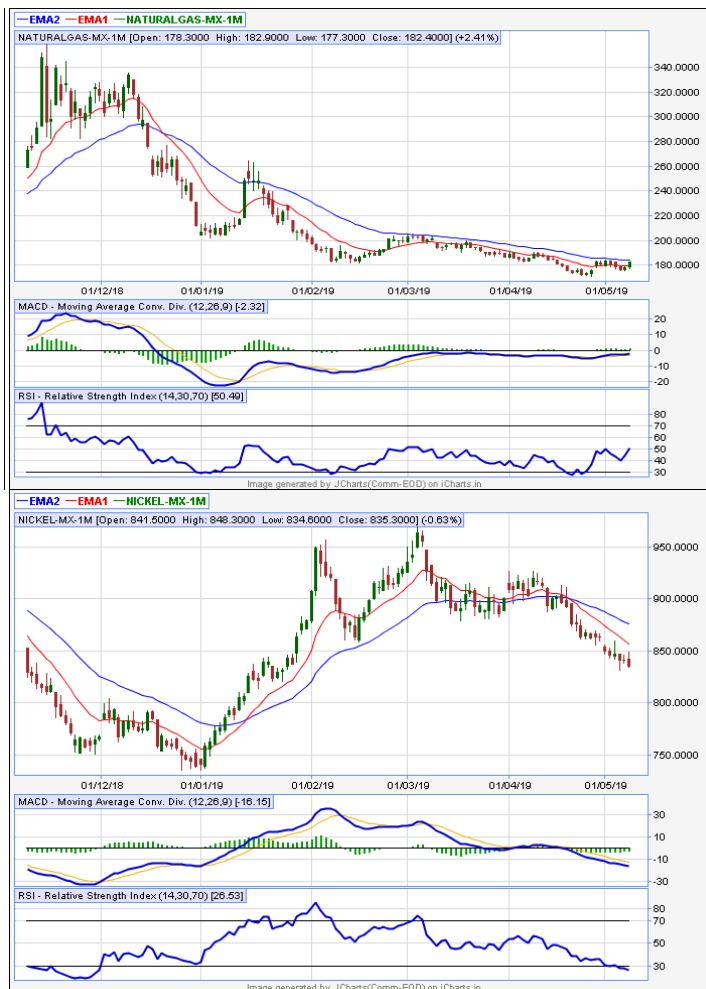 EMA2 EMA1 NATURALGAS-MX-1M
NATURALGAS-MX-1M [Open: 178.3000 High: 182.9000 Low: 177.3000 Close: 182.4000] (+2.41%)
340.0000
320.0000
300.0000
280.0000
260.0000
240.0000
220.0000
200.0000
180.0000
01/12/18 01/01/19 01/02/19 01/03/19 01/04/19 01/05/19
MACD - Moving Average Conv. Div. (12,26,9) [-2.32]
20
10
0
-10
-20
RSI - Relative Strength Index (14,30,70) [50.49]
80
70
60
50
40
30
Image generated by JCharts(Comm-EOD) on iCharts.in
EMA2 EMA1 NICKEL-MX-1M
NICKEL-MX-1M [Open: 841.5000 High: 848.3000 Low: 834.6000 Close: 835.3000] (-0.63%)
950.0000
900.0000
850.0000
800.0000
750.0000
01/12/18 01/01/19 01/02/19 01/03/19 01/04/19 01/05/19
MACD - Moving Average Conv. Div. (12,26,9) [-16.15]
30
10
-10
-30
RSI - Relative Strength Index (14,30,70) [26.53]
80
70
50
30
Image generated by JCharts(Comm-EOD) on iCharts.in